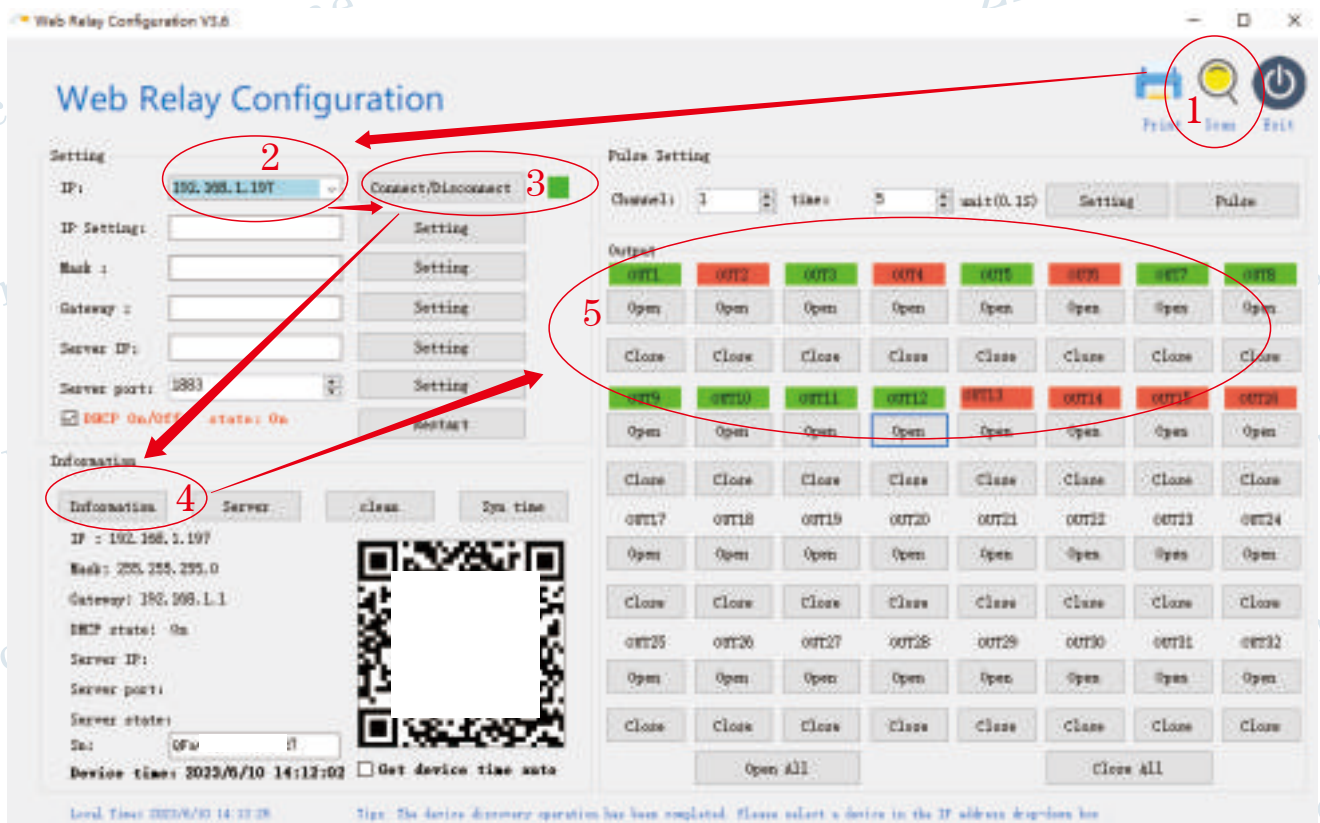 Web Relay Configuration V3.6
Web Relay Configuration
1
Print Scan Exit
Setting
2
IP: 192.168.1.197 Connect/Disconnect 3
IP Setting: Setting
Mask : Setting
Gateway : Setting
Server IP: Setting
Server port: 1883 Setting
DHCP On/Off state: On Restart
Pulse Setting
Channel: 1 time: 5 unit(0.1S) Setting Pulse
Output
OUT1 OUT2 OUT3 OUT4 OUT5 OUT6 OUT7 OUT8
5
Open Open Open Open Open Open Open Open
Close Close Close Close Close Close Close Close
OUT9 OUT10 OUT11 OUT12 OUT13 OUT14 OUT15 OUT16
Open Open Open Open Open Open Open Open
Close Close Close Close Close Close Close Close
OUT17 OUT18 OUT19 OUT20 OUT21 OUT22 OUT23 OUT24
Open Open Open Open Open Open Open Open
Close Close Close Close Close Close Close Close
OUT25 OUT26 OUT27 OUT28 OUT29 OUT30 OUT31 OUT32
Open Open Open Open Open Open Open Open
Close Close Close Close Close Close Close Close
Open All Close All
Information
Information 4 Server clean Syn time
IP : 192.168.1.197
Mask: 255.255.255.0
Gateway: 192.168.1.1
DHCP state: On
Server IP:
Server port:
Server state:
Sn:
Device time: 2023/6/10 14:12:02 Get device time auto
Local Time: 2023/6/10
Tips: The device discovery operation has been completed. Please select a device in the IP address drop-down box